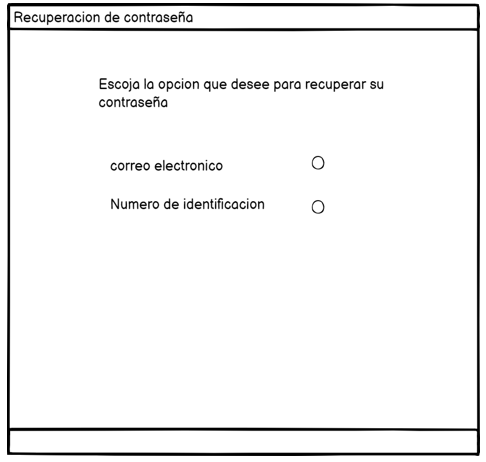 Recuperacion de contraseña
Escoja la opcion que desee para recuperar su
contraseña
correo electronico
Numero de identificacion